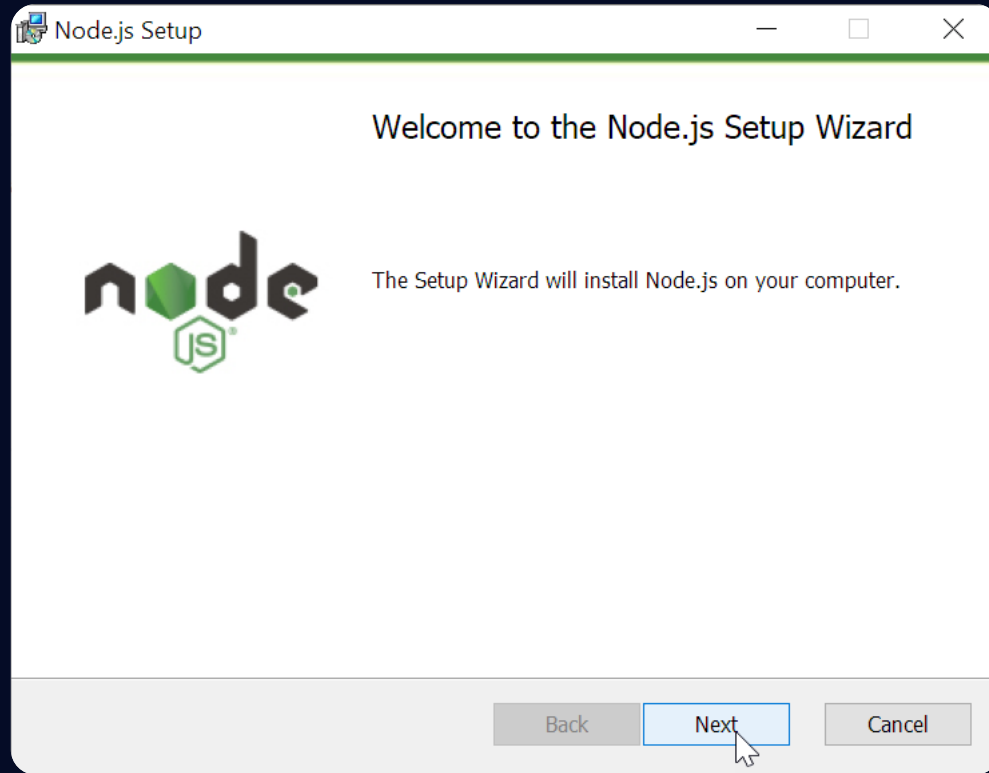 Node.js Setup
Welcome to the Node.js Setup Wizard
node
JS®
The Setup Wizard will install Node.js on your computer.
Back
Next
Cancel